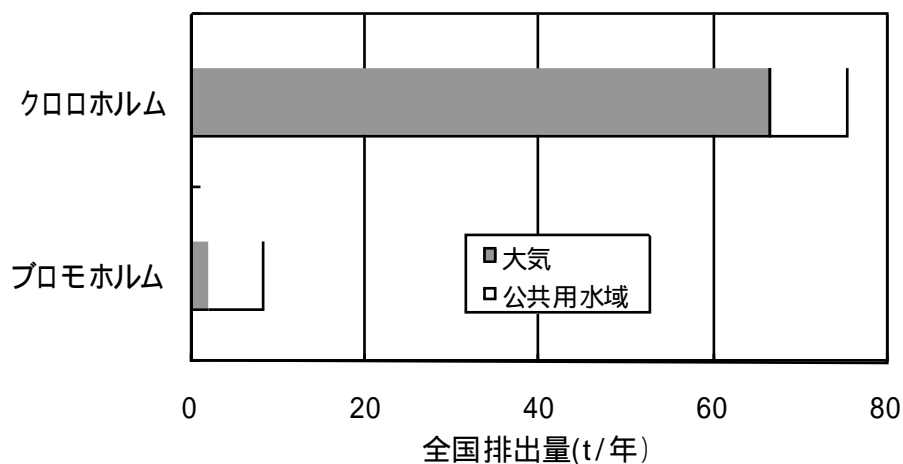 クロロホルム
ブロモホルム
■大気
□公共用水域
0 20 40 60 80
全国排出量(t/年)